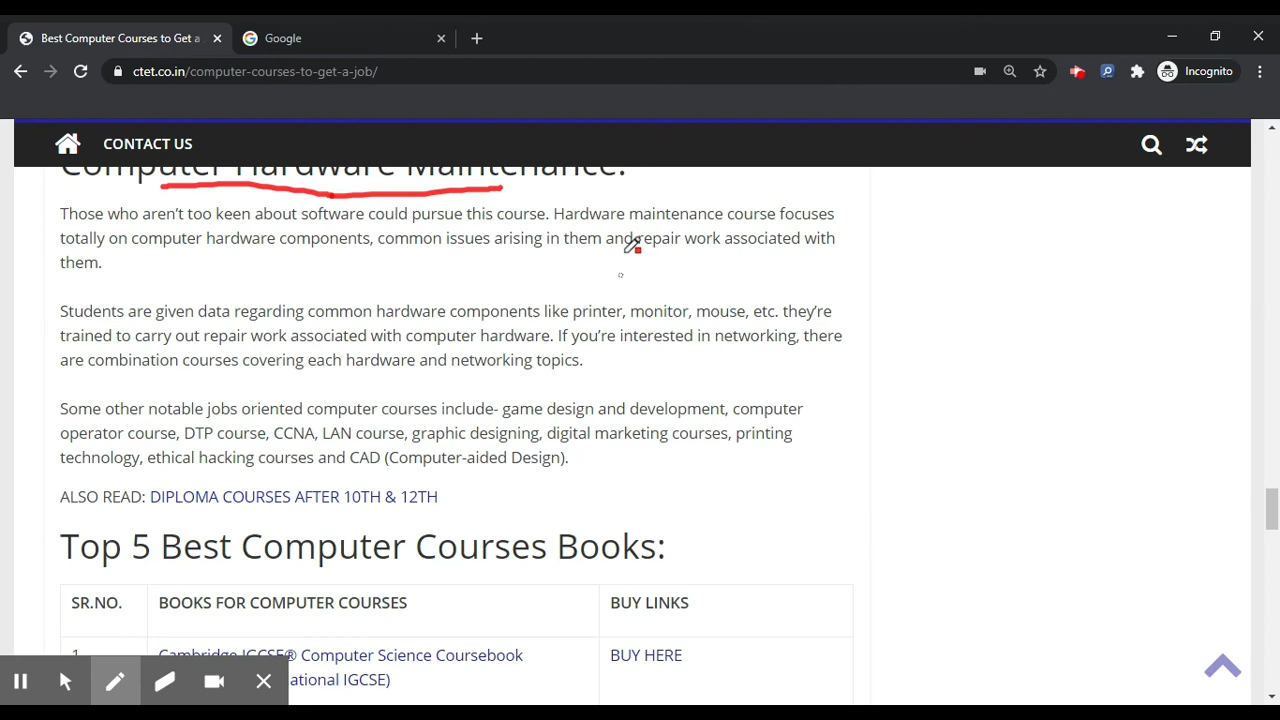 Best Computer Courses to Get a
Google
ctet.co.in/computer-courses-to-get-a-job/
Incognito
CONTACT US
Computer Hardware Maintenance:
Those who aren't too keen about software could pursue this course. Hardware maintenance course focuses
totally on computer hardware components, common issues arising in them and repair work associated with
them.
Students are given data regarding common hardware components like printer, monitor, mouse, etc. they're
trained to carry out repair work associated with computer hardware. If you're interested in networking, there
are combination courses covering each hardware and networking topics.
Some other notable jobs oriented computer courses include- game design and development, computer
operator course, DTP course, CCNA, LAN course, graphic designing, digital marketing courses, printing
technology, ethical hacking courses and CAD (Computer-aided Design).
ALSO READ: DIPLOMA COURSES AFTER 10TH & 12TH
Top 5 Best Computer Courses Books:
SR.NO. BOOKS FOR COMPUTER COURSES BUY LINKS
1 Cambridge IGCSE® Computer Science Coursebook BUY HERE
ational IGCSE)